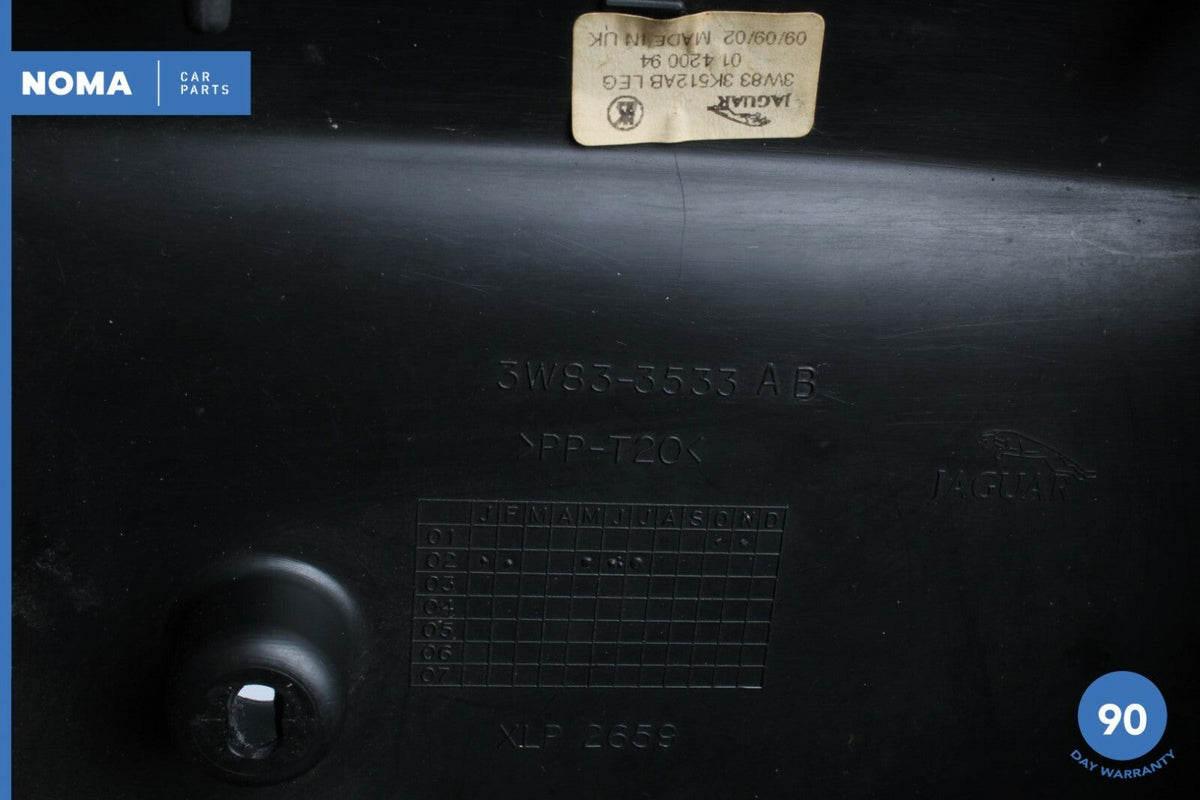 NOMA
CAR
PARTS
JAGUAR
3W83 3K512AB LEG
01 4200 94
09/09/02 MADE IN UK
3W83-3533 AB
>PP-T20<
JAGUAR
J F M A M J J A S O N D
01
02
03
04
05
06
07
XLP 2659
90
DAY WARRANTY